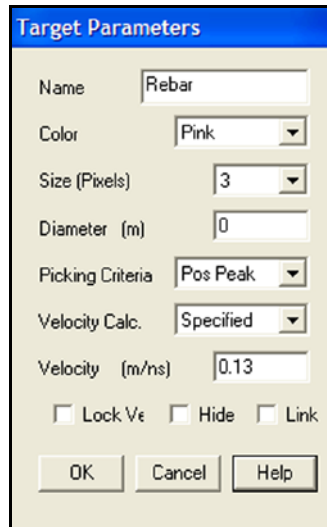 Target Parameters
Name Rebar
Color Pink
Size (Pixels) 3
Diameter (m) 0
Picking Criteria Pos Peak
Velocity Calc. Specified
Velocity (m/ns) 0.13
Lock Ve Hide Link
OK Cancel Help